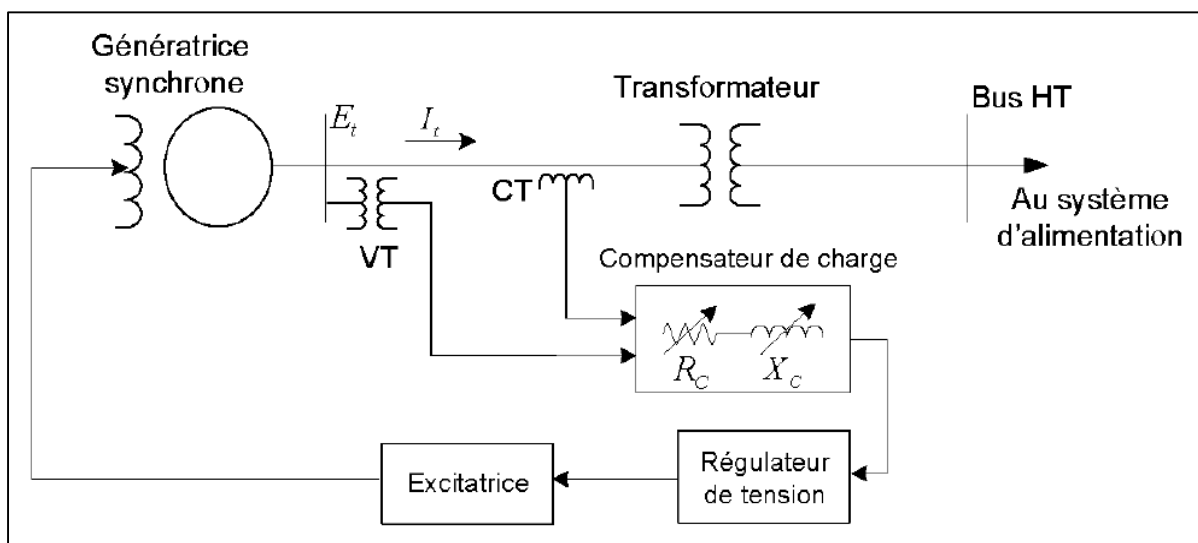 Génératrice
synchrone
E_t
I_t
Transformateur
Bus HT
CT
VT
Au système
d'alimentation
Compensateur de charge
R_C
X_C
Excitatrice
Régulateur
de tension